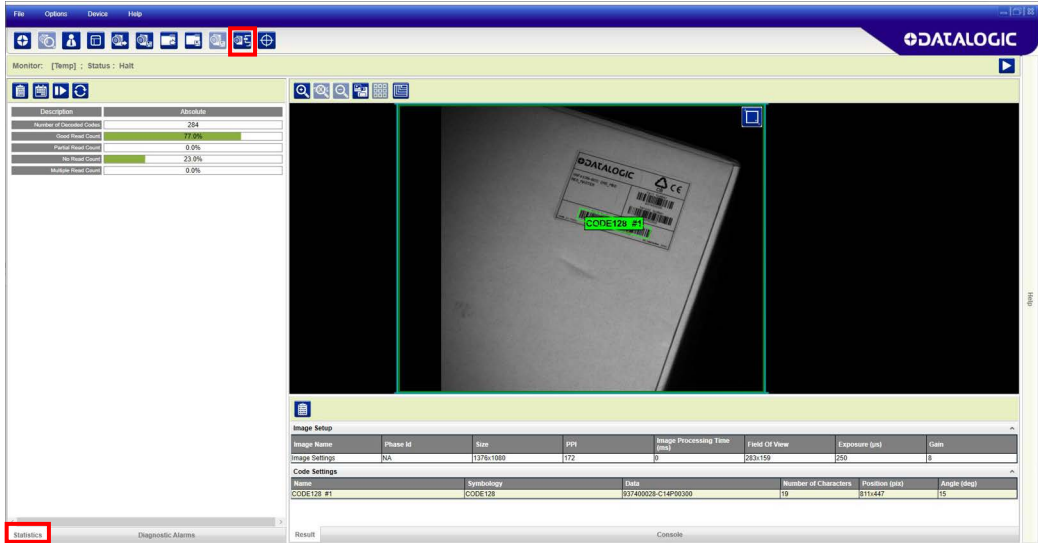 File Options Device Help
DATALOGIC
Monitor: [Temp] ; Status : Halt
Description Absolute
Number of Decoded Codes 284
Good Read Count 77.0%
Partial Read Count 0.0%
No Read Count 23.0%
Multiple Read Count 0.0%
DATALOGIC
CE
CODE128 #1
Help
Image Setup
Image Name Phase Id Size PPI Image Processing Time (ms) Field Of View Exposure (µs) Gain
Image Settings NA 1376x1080 172 0 283x159 250 8
Code Settings
Name Symbology Data Number of Characters Position (pix) Angle (deg)
CODE128 #1 CODE128 937400028-C14P00300 19 811x447 15
Statistics Diagnostic Alarms Result Console